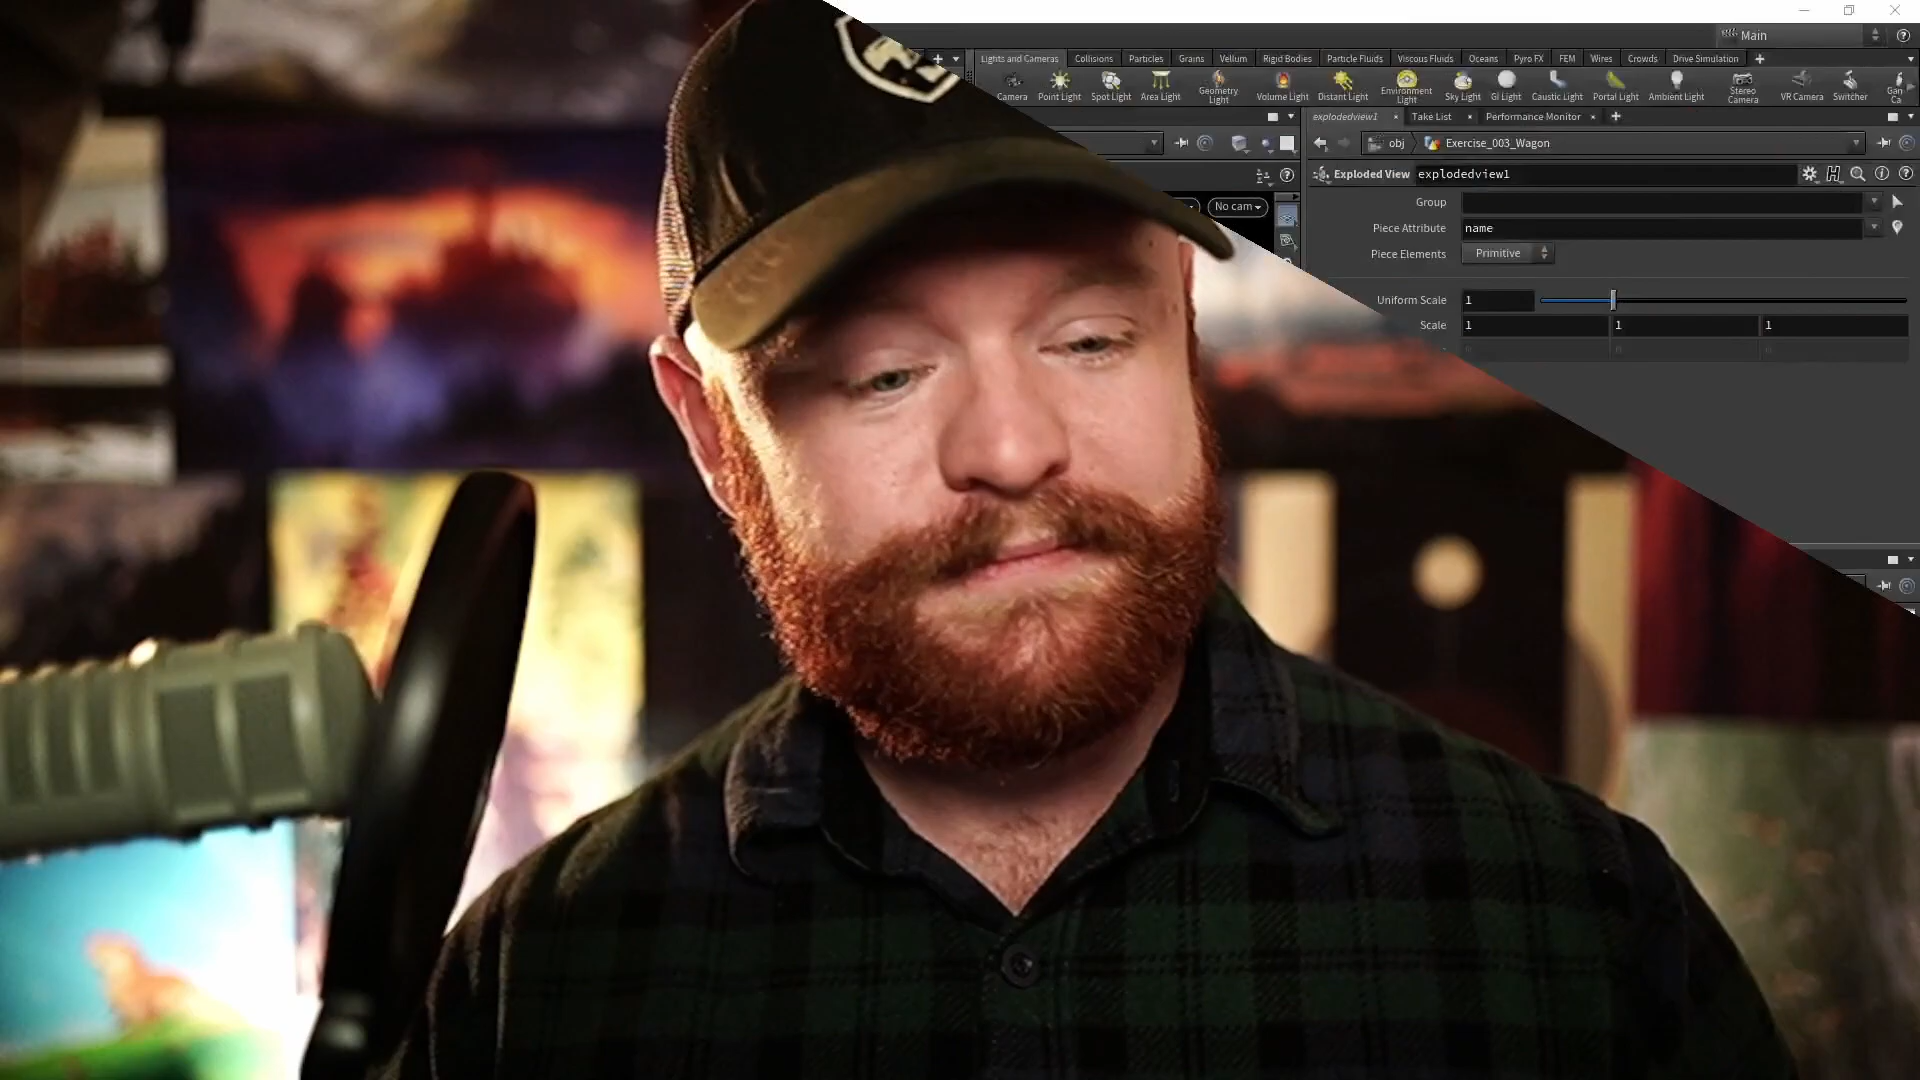 Main
Lights and Cameras Collisions Particles Grains Vellum Rigid Bodies Particle Fluids Viscous Fluids Oceans Pyro FX FEM Wires Crowds Drive Simulation
Camera Point Light Spot Light Area Light Geometry Light Volume Light Distant Light Environment Light Sky Light GI Light Caustic Light Portal Light Ambient Light Stereo Camera VR Camera Switcher
explodedview1 Take List Performance Monitor
obj Exercise_003_Wagon
Exploded View explodedview1
No cam
Group
Piece Attribute name
Piece Elements Primitive
Uniform Scale 1
Scale 1 1 1